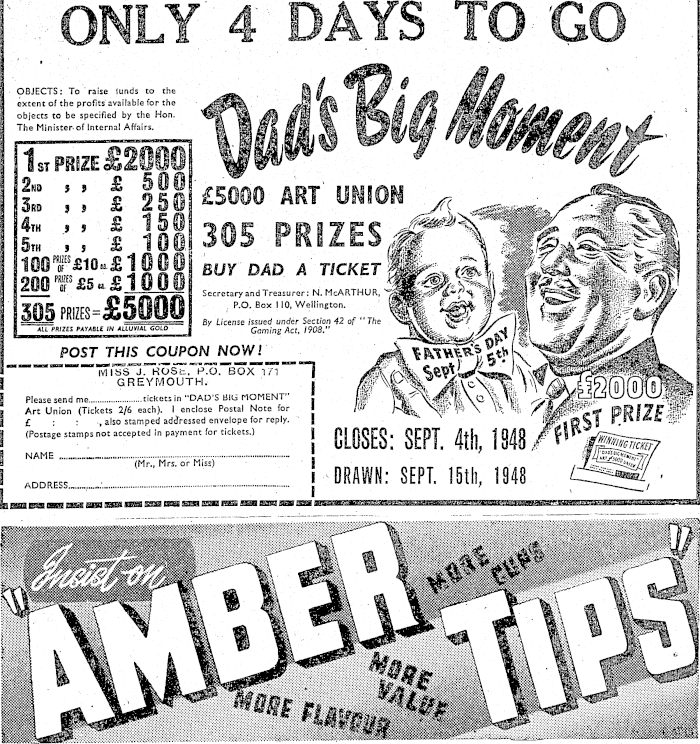 ONLY 4 DAYS TO GO
OBJECTS: To raise funds to the
extent of the profits available for the
objects to be specified by the Hon.
The Minister of Internal Affairs.
Dad's Big Moment
1ST PRIZE £2000
2ND ,, £ 500
3RD ,, £ 250
4TH ,, £ 150
5TH ,, £ 100
100 PRIZES OF £10 ea. £1000
200 PRIZES OF £5 ea. £1000
305 PRIZES = £5000
ALL PRIZES PAYABLE IN ALLUVIAL GOLD
£5000 ART UNION
305 PRIZES
BUY DAD A TICKET
Secretary and Treasurer: N. McARTHUR,
P.O. Box 110, Wellington.
By License issued under Section 42 of "The
Gaming Act, 1908."
FATHERS DAY
Sept 5th
POST THIS COUPON NOW!
MISS J. ROSE, P.O. BOX 171
GREYMOUTH.
Please send me..................tickets in "DAD'S BIG MOMENT"
Art Union (Tickets 2/6 each). I enclose Postal Note for
£ : : , also stamped addressed envelope for reply.
(Postage stamps not accepted in payment for tickets.)
NAME
(Mr., Mrs. or Miss)
ADDRESS
£2000
FIRST PRIZE
WINNING TICKET
CLOSES: SEPT. 4th, 1948
DRAWN: SEPT. 15th, 1948
Insist on
"AMBER TIPS"
MORE CUPS
MORE VALUE
MORE FLAVOUR